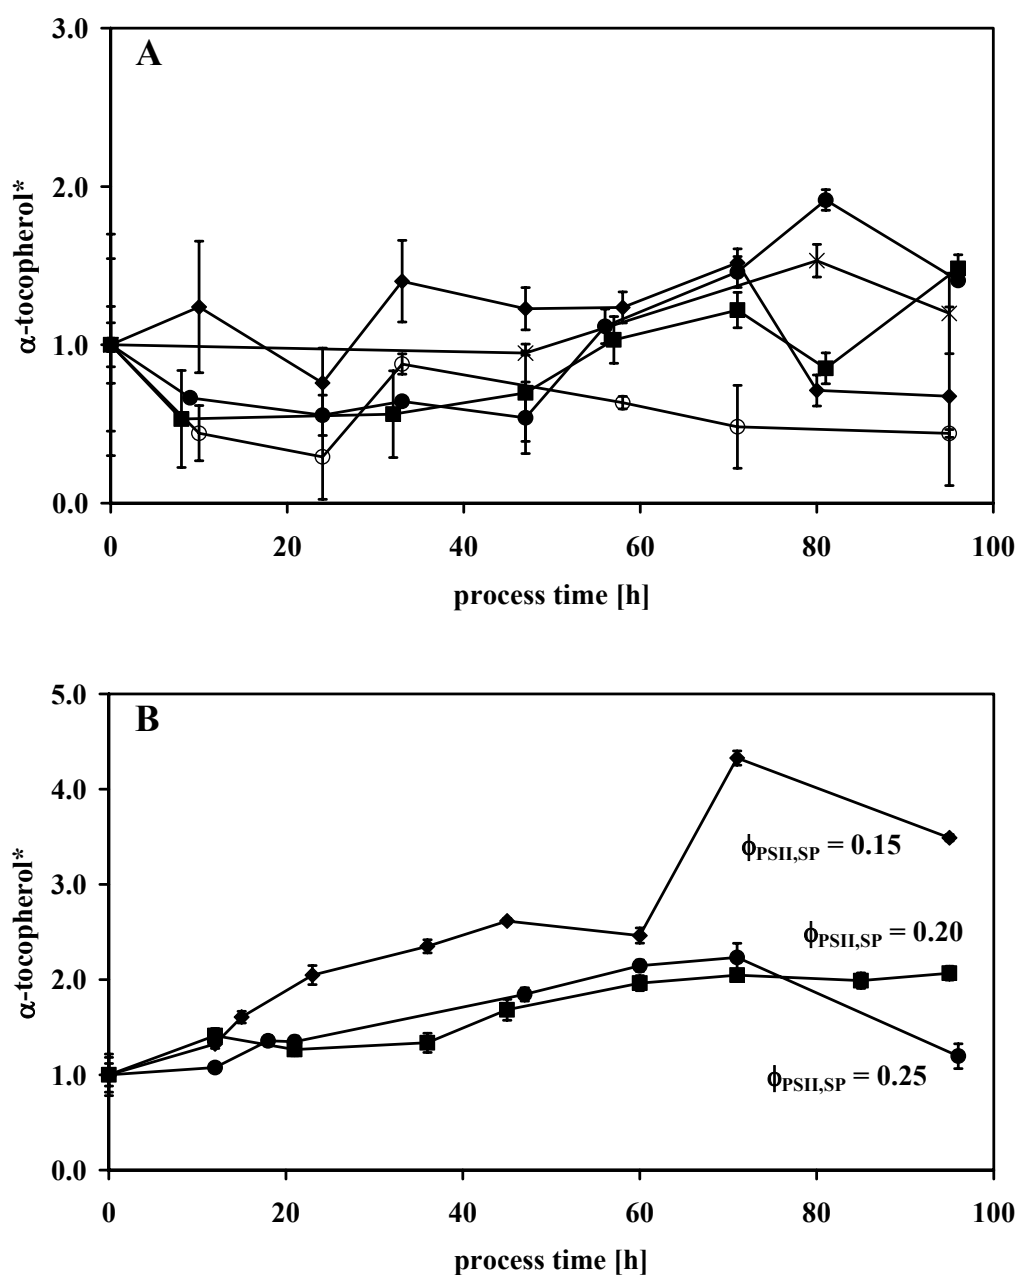 A
3.0
2.0
1.0
0.0
α-tocopherol*
0 20 40 60 80 100
process time [h]
B
5.0
4.0
3.0
2.0
1.0
0.0
α-tocopherol*
ϕPSII,SP = 0.15
ϕPSII,SP = 0.20
ϕPSII,SP = 0.25
0 20 40 60 80 100
process time [h]